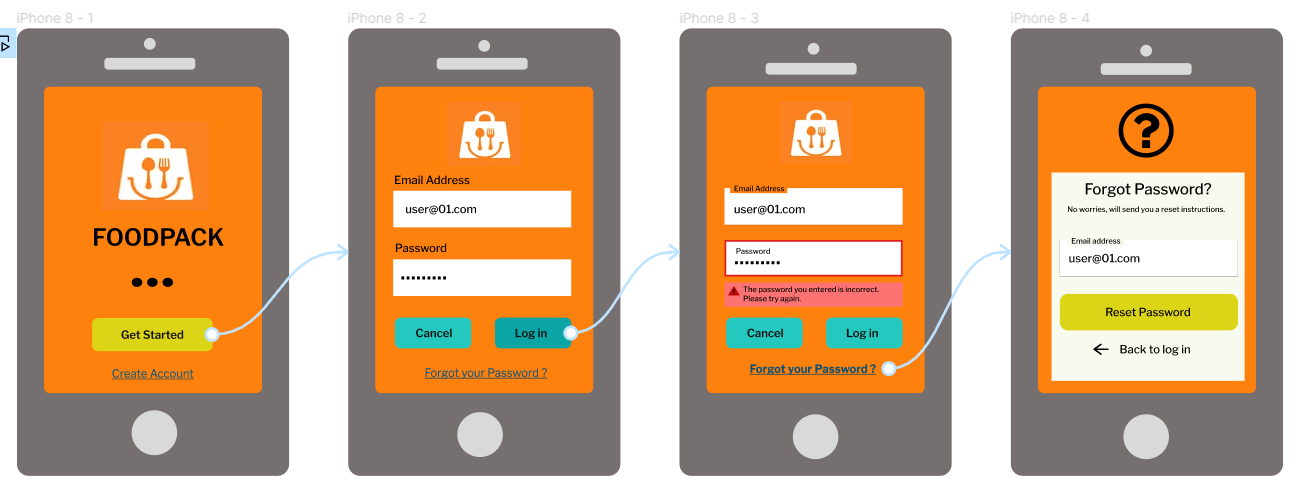 iPhone 8 - 1
FOODPACK
Get Started
Create Account
iPhone 8 - 2
Email Address
user@01.com
Password
Cancel
Log in
Forgot your Password ?
iPhone 8 - 3
Email Address
user@01.com
Password
The password you entered is incorrect.
Please try again.
Cancel
Log in
Forgot your Password ?
iPhone 8 - 4
?
Forgot Password?
No worries, will send you a reset instructions.
Email address
user@01.com
Reset Password
Back to log in